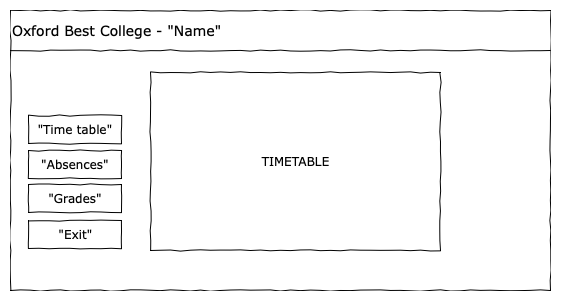 Oxford Best College - "Name"
"Time table"
"Absences"
"Grades"
"Exit"
TIMETABLE